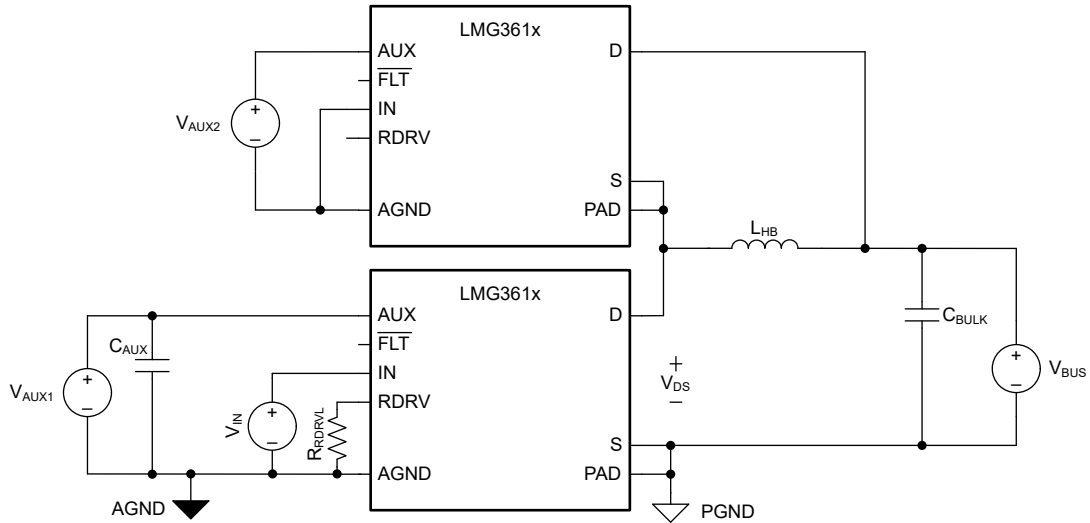 LMG361x
AUX
D
FLT
IN
VAUX2
+
−
RDRV
S
AGND
PAD
LHB
LMG361x
AUX
D
CAUX
FLT
CBULK
IN
VAUX1
+
−
VIN
+
−
RDRV
RRDRVL
+
VDS
−
VBUS
+
−
S
AGND
PAD
AGND
PGND